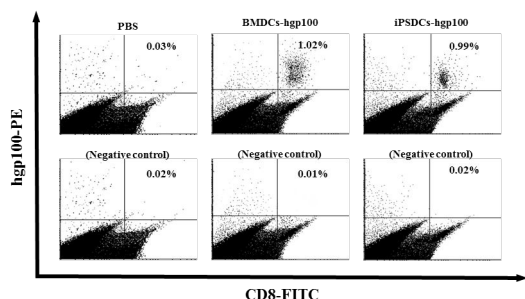 PBS
BMDCs-hgp100
iPSDCs-hgp100
0.03%
1.02%
0.99%
(Negative control)
(Negative control)
(Negative control)
0.02%
0.01%
0.02%
hgp100-PE
CD8-FITC